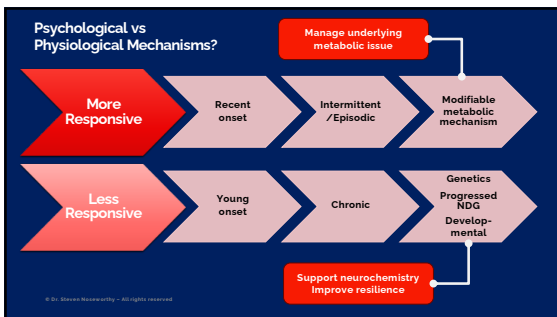 Psychological vs
Physiological Mechanisms?
Manage underlying
metabolic issue
More
Responsive
Recent
onset
Intermittent
/Episodic
Modifiable
metabolic
mechanism
Less
Responsive
Young
onset
Chronic
Genetics
Progressed
NDG
Develop-
mental
Support neurochemistry
Improve resilience
© Dr. Steven Noseworthy – All rights reserved